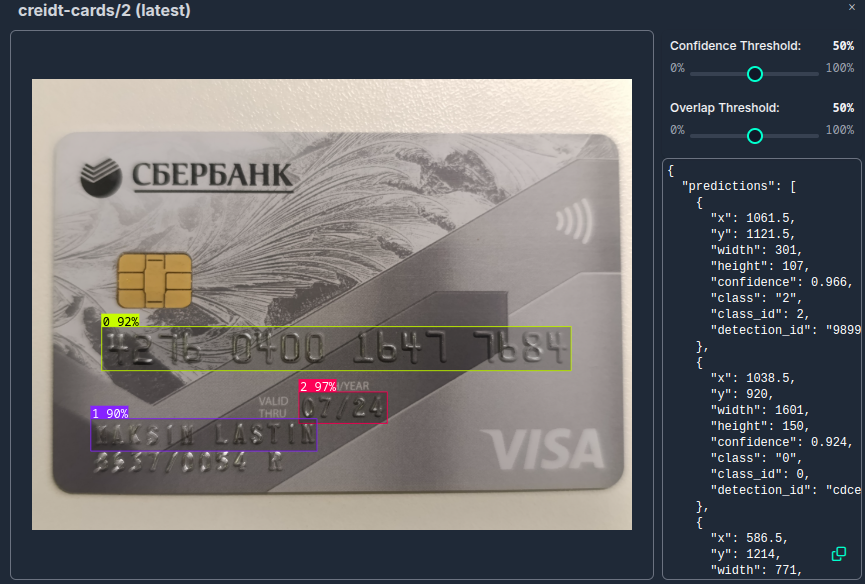 creidt-cards/2 (latest)
×
СБЕРБАНК
0 92%
4276 0400 1647 7684
2 97%
/YEAR
VALID
THRU
07/24
1 90%
MAKSIM LASTIN
VISA
Confidence Threshold: 50%
0% 100%
Overlap Threshold: 50%
0% 100%
{
"predictions": [
{
"x": 1061.5,
"y": 1121.5,
"width": 301,
"height": 107,
"confidence": 0.966,
"class": "2",
"class_id": 2,
"detection_id": "9899
},
{
"x": 1038.5,
"y": 920,
"width": 1601,
"height": 150,
"confidence": 0.924,
"class": "0",
"class_id": 0,
"detection_id": "cdce
},
{
"x": 586.5,
"y": 1214,
"width": 771,